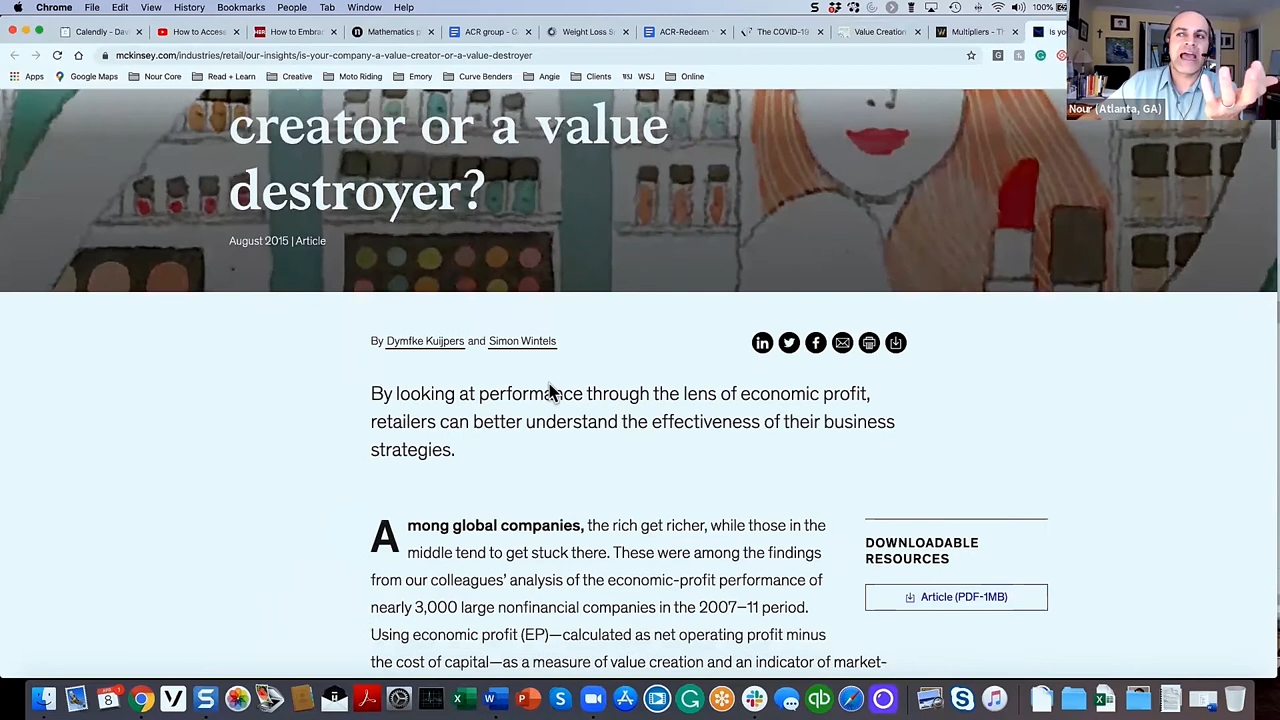 Chrome File Edit View History Bookmarks People Tab Window Help 100%
Calendly - Dav How to Access How to Embra Mathematics ACR group - G Weight Loss S ACR-Redeem The COVID-19 Value Creation Multipliers - Th Is yo
mckinsey.com/industries/retail/our-insights/is-your-company-a-value-creator-or-a-value-destroyer
Apps Google Maps Nour Core Read + Learn Creative Moto Riding Emory Curve Benders Angie Clients WSJ WSJ Online
Nour (Atlanta, GA)
creator or a value
destroyer?
August 2015 | Article
By Dymfke Kuijpers and Simon Wintels
By looking at performance through the lens of economic profit,
retailers can better understand the effectiveness of their business
strategies.
Among global companies, the rich get richer, while those in the
middle tend to get stuck there. These were among the findings
from our colleagues' analysis of the economic-profit performance of
nearly 3,000 large nonfinancial companies in the 2007–11 period.
Using economic profit (EP)—calculated as net operating profit minus
the cost of capital—as a measure of value creation and an indicator of market-
DOWNLOADABLE
RESOURCES
Article (PDF-1MB)
APR 8